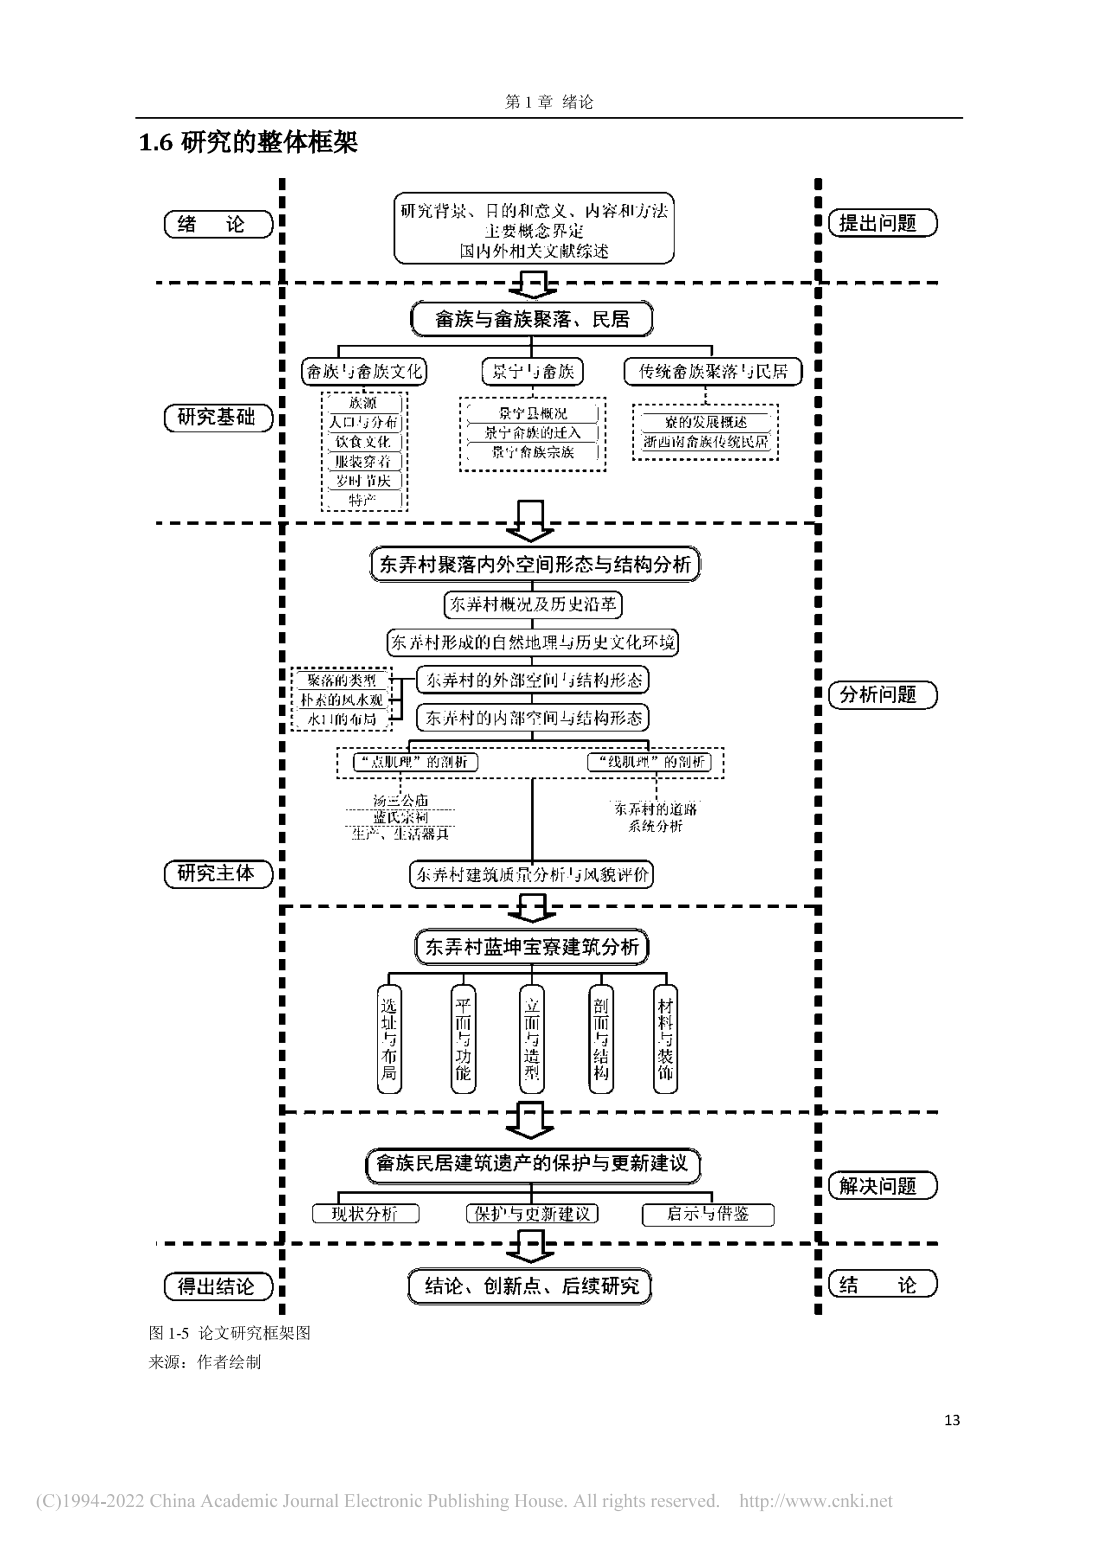 第 1 章 绪论
1.6 研究的整体框架
绪 论
研究背景、目的和意义、内容和方法
主要概念界定
国内外相关文献综述
提出问题
畲族与畲族聚落、民居
畲族与畲族文化
景宁与畲族
传统畲族聚落与民居
研究基础
族源
人口与分布
饮食文化
服装穿着
岁时节庆
特产
景宁县概况
景宁畲族的迁入
景宁畲族宗族
寮的发展概述
浙西南畲族传统民居
东弄村聚落内外空间形态与结构分析
东弄村概况及历史沿革
东弄村形成的自然地理与历史文化环境
聚落的类型
朴素的风水观
水口的布局
东弄村的外部空间与结构形态
东弄村的内部空间与结构形态
分析问题
“点肌理”的剖析
“线肌理”的剖析
汤三公庙
蓝氏宗祠
生产、生活器具
东弄村的道路
系统分析
研究主体
东弄村建筑质量分析与风貌评价
东弄村蓝坤宝寮建筑分析
选址与布局
平面与功能
立面与造型
剖面与结构
材料与装饰
畲族民居建筑遗产的保护与更新建议
解决问题
现状分析
保护与更新建议
启示与借鉴
得出结论
结论、创新点、后续研究
结 论
图 1-5 论文研究框架图
来源：作者绘制
13
(C)1994-2022 China Academic Journal Electronic Publishing House. All rights reserved. http://www.cnki.net